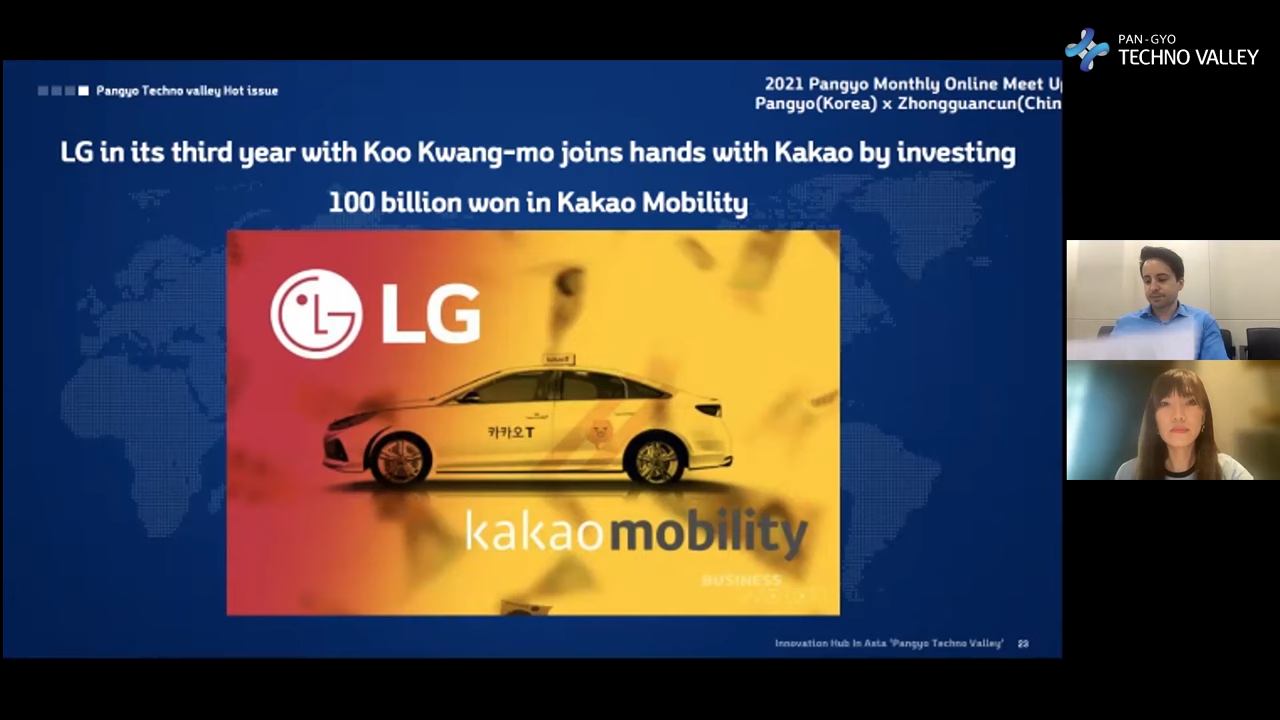 PAN-GYO
TECHNO VALLEY
Pangyo Techno valley Hot issue
2021 Pangyo Monthly Online Meet U
Pangyo(Korea) x Zhongguancun(Chin
LG in its third year with Koo Kwang-mo joins hands with Kakao by investing
100 billion won in Kakao Mobility
LG
카카오T
kakaomobility
BUSINESS
Innovation Hub In Asia 'Pangyo Techno Valley' 23